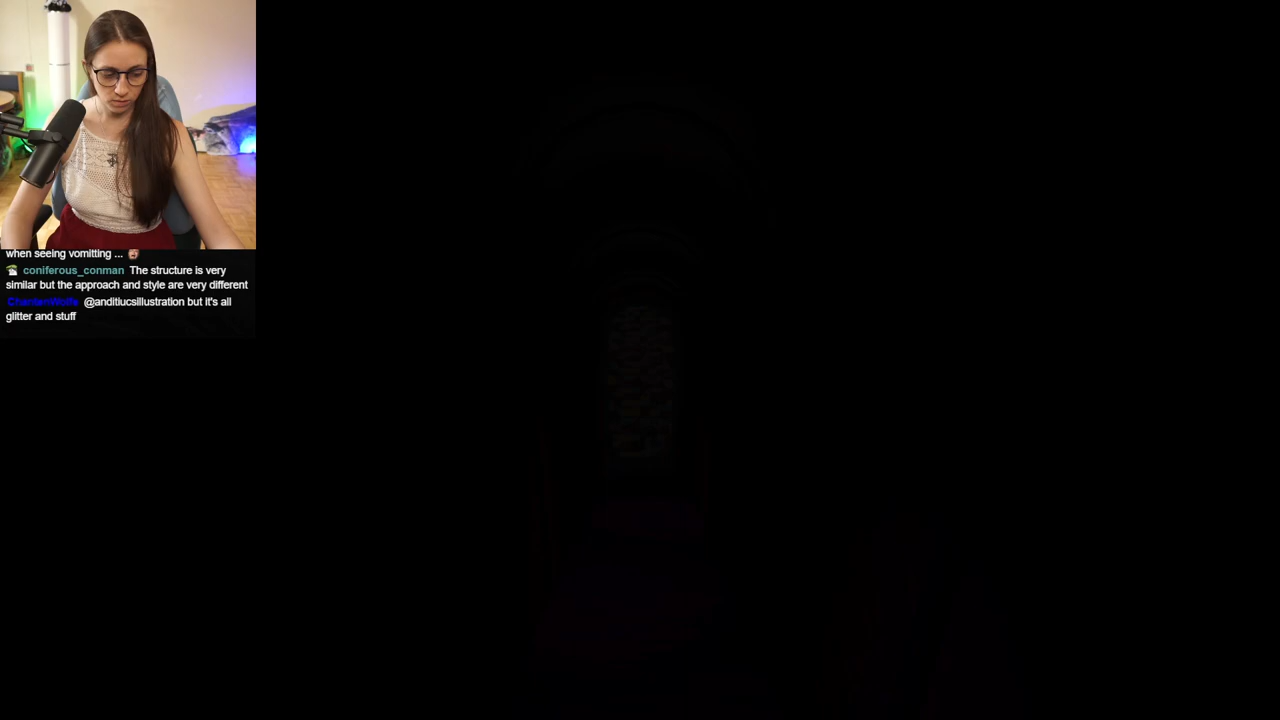 when seeing vomitting ...
coniferous_conman The structure is very
similar but the approach and style are very different
ChantamWolfe @anditiucsillustration but it's all
glitter and stuff